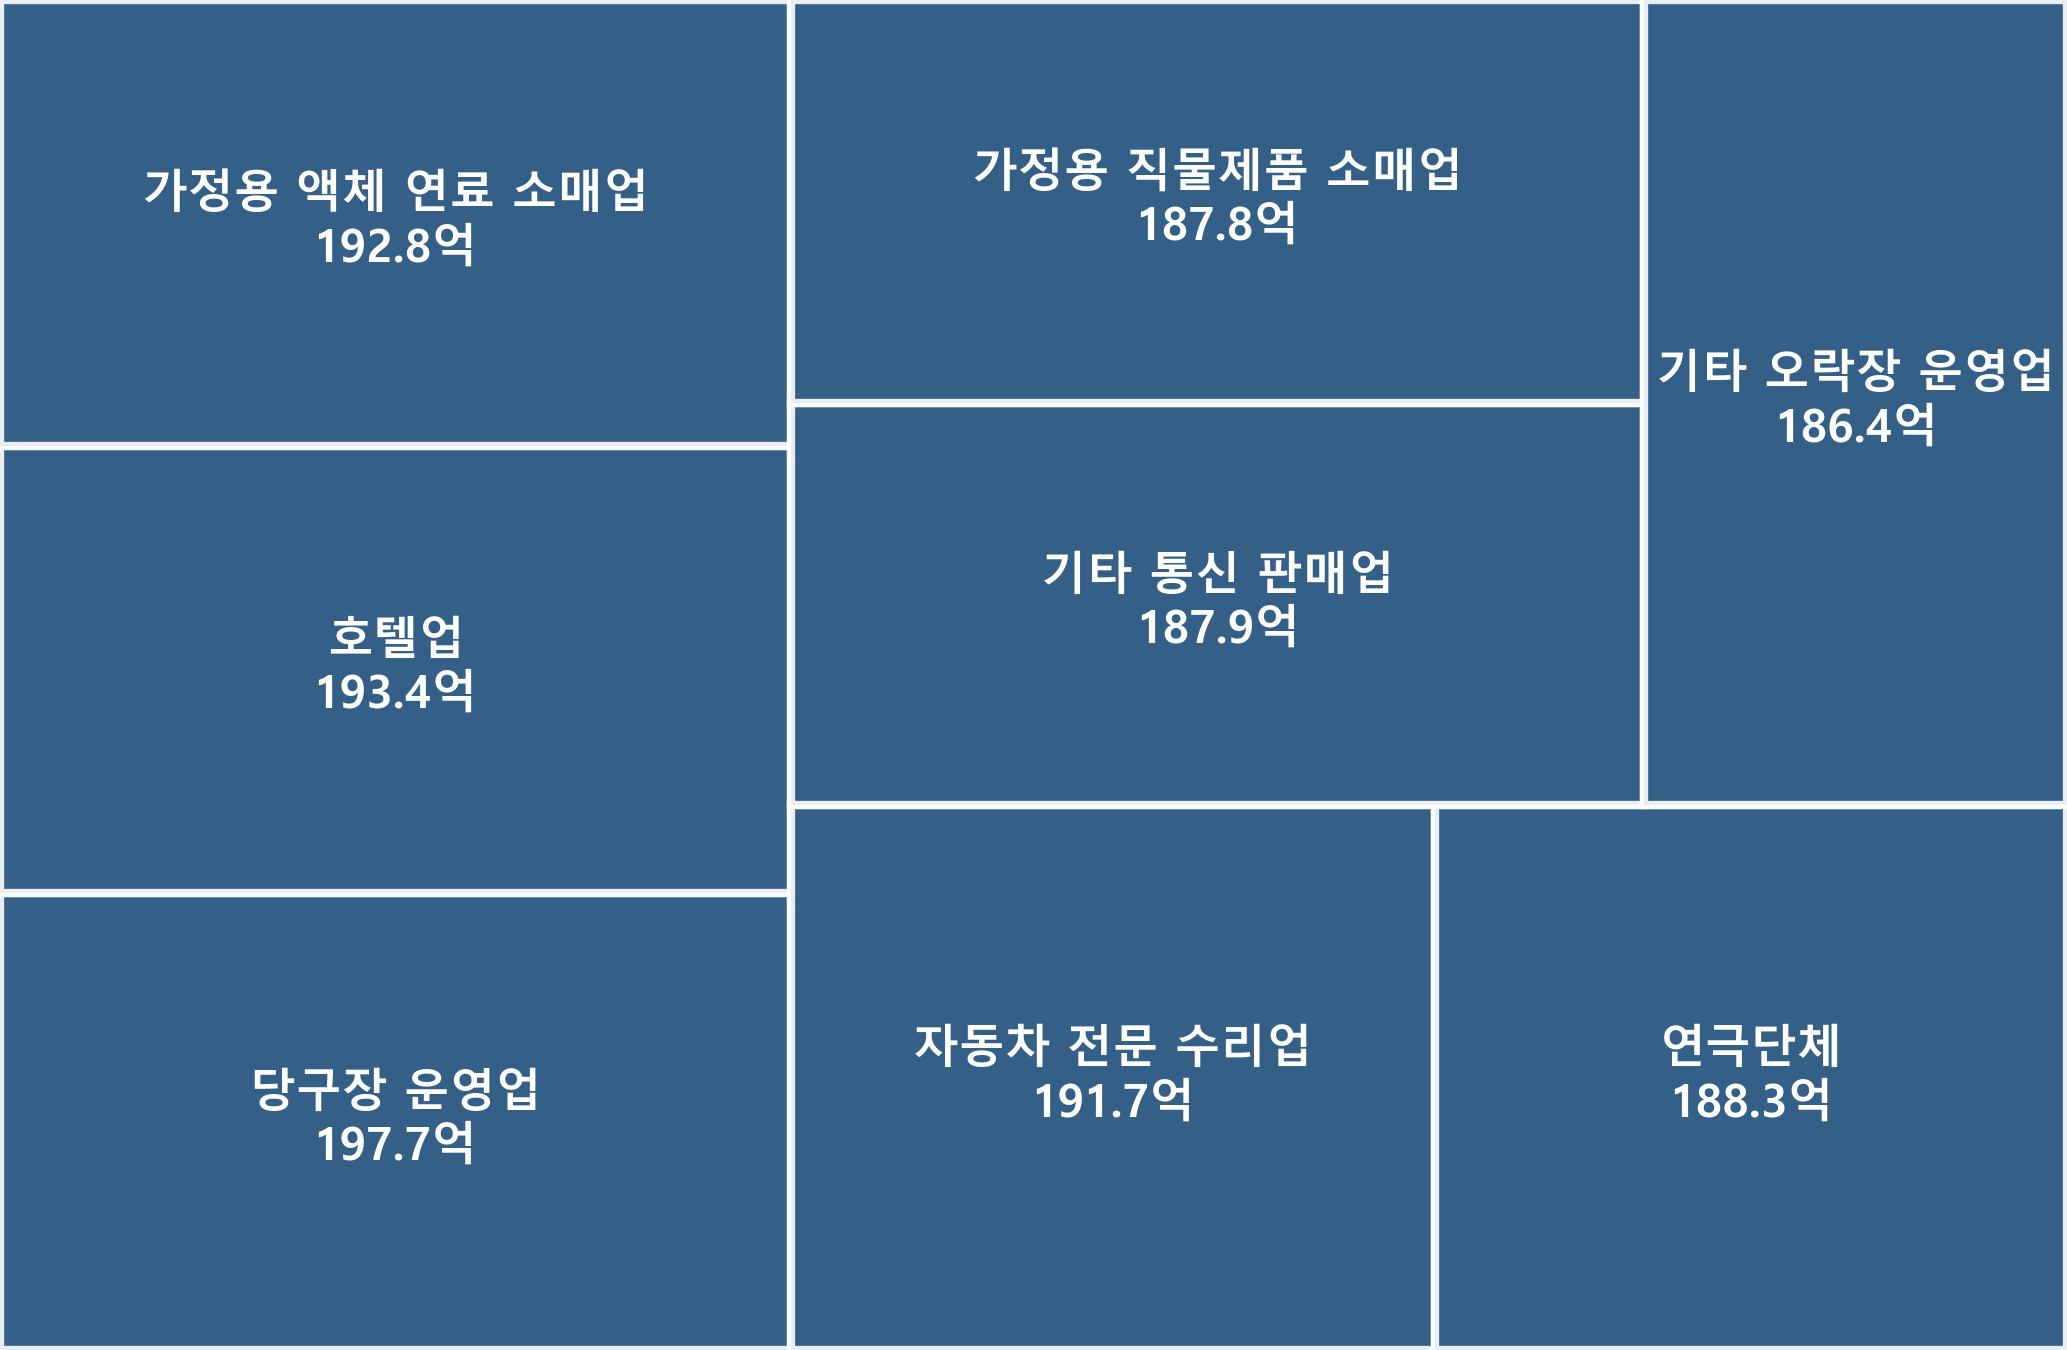 가정용 액체 연료 소매업
192.8억
가정용 직물제품 소매업
187.8억
기타 오락장 운영업
186.4억
호텔업
193.4억
기타 통신 판매업
187.9억
당구장 운영업
197.7억
자동차 전문 수리업
191.7억
연극단체
188.3억